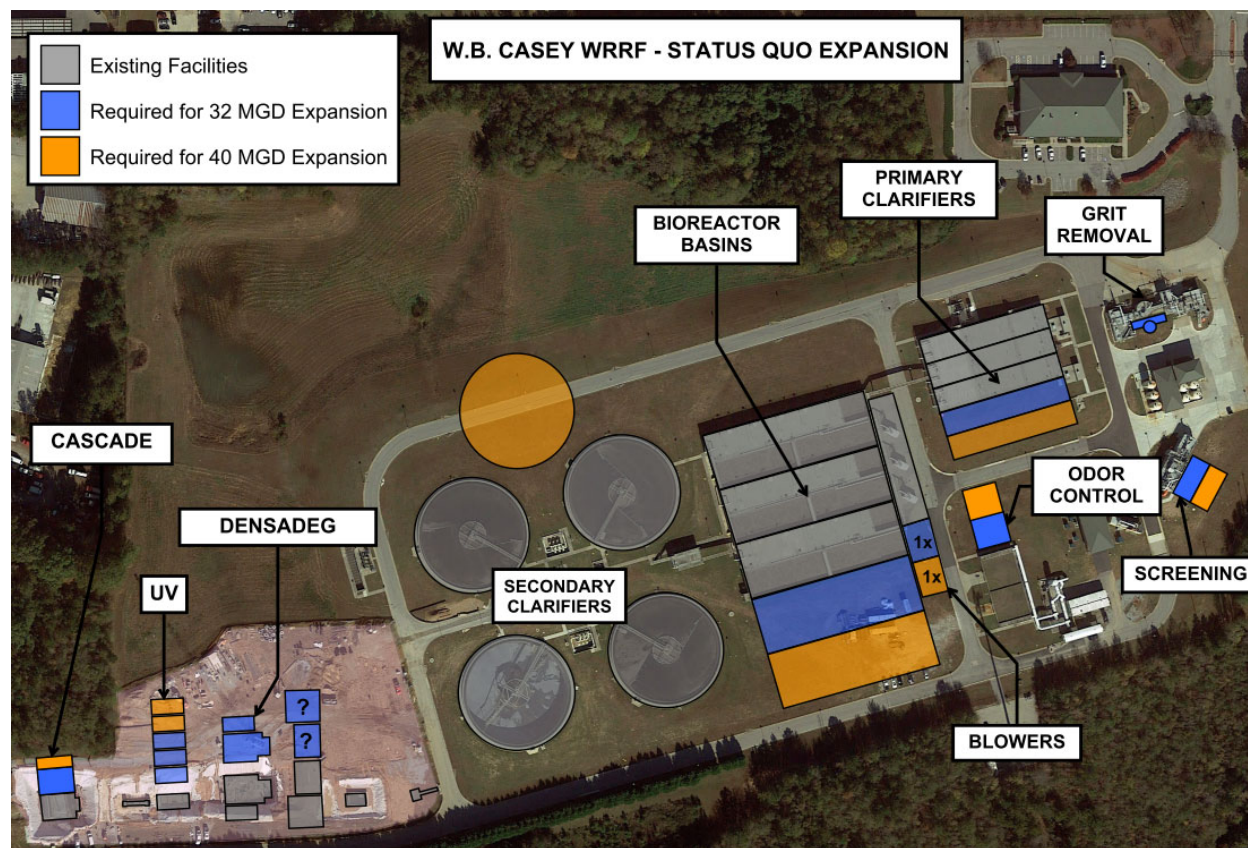 W.B. CASEY WRRF - STATUS QUO EXPANSION
Existing Facilities
Required for 32 MGD Expansion
Required for 40 MGD Expansion
PRIMARY
CLARIFIERS
GRIT
REMOVAL
BIOREACTOR
BASINS
CASCADE
ODOR
CONTROL
DENSADEG
1x
1x
SCREENING
UV
SECONDARY
CLARIFIERS
?
?
BLOWERS